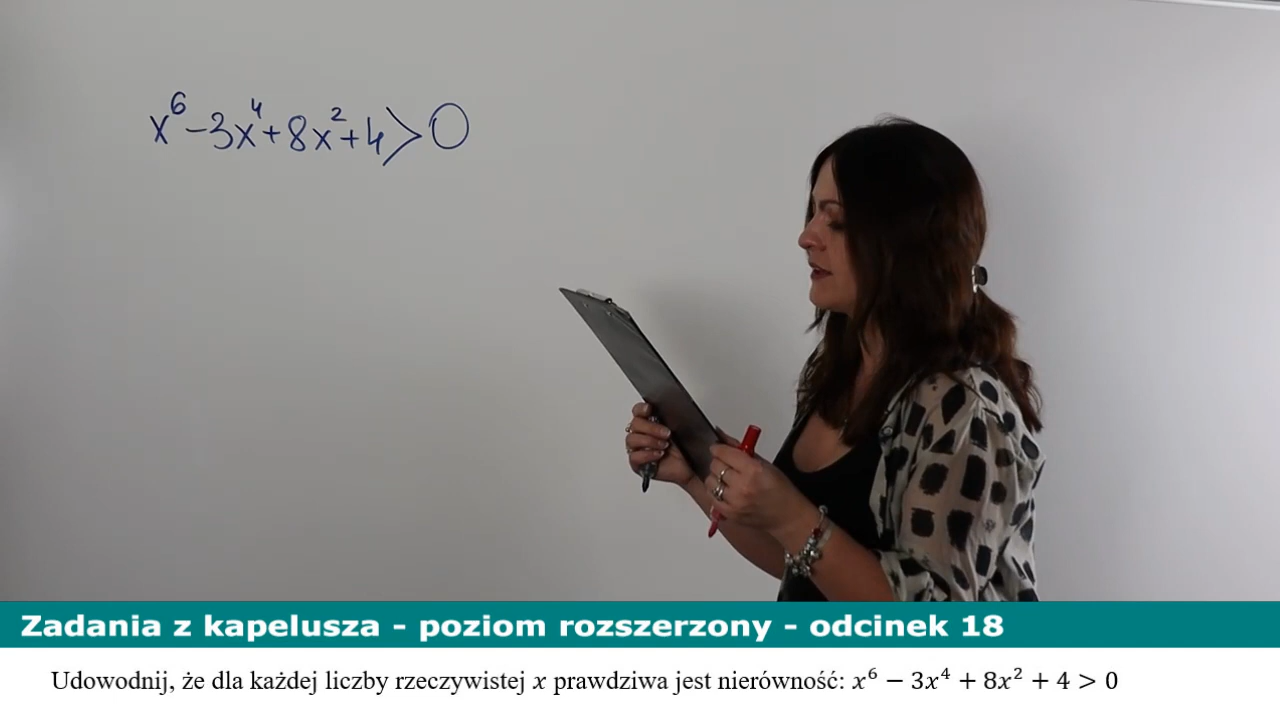 x⁶-3x⁴+8x²+4>0
Zadania z kapelusza - poziom rozszerzony - odcinek 18
Udowodnij, że dla każdej liczby rzeczywistej x prawdziwa jest nierówność: x⁶ − 3x⁴ + 8x² + 4 > 0